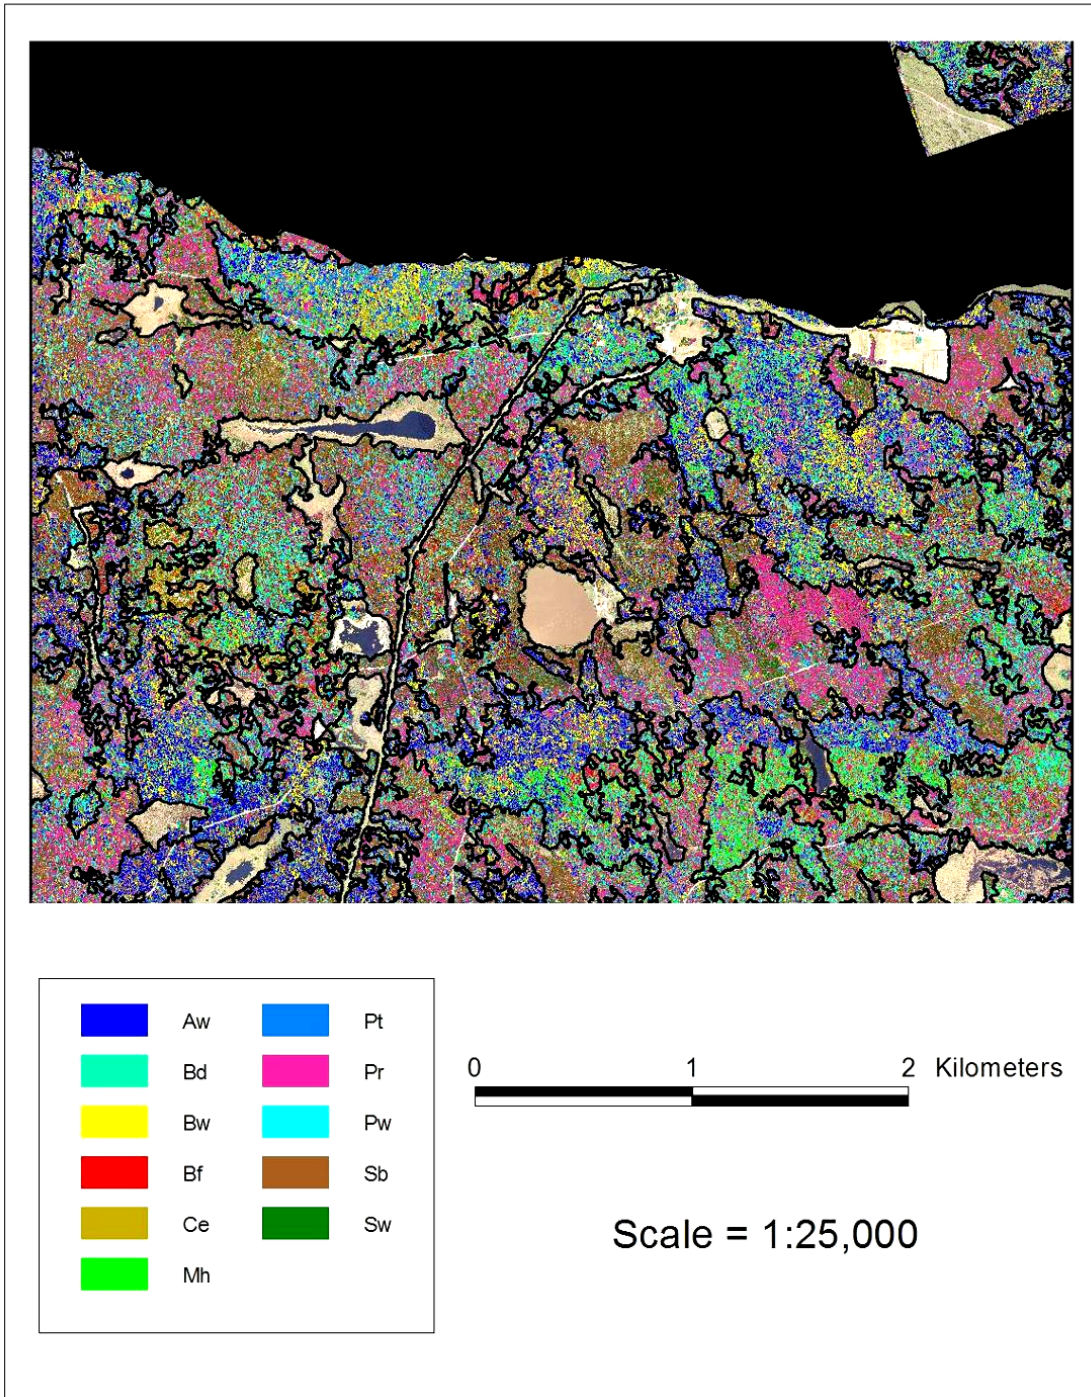 Aw Pt
Bd Pr
Bw Pw
Bf Sb
Ce Sw
Mh
0 1 2 Kilometers
Scale = 1:25,000